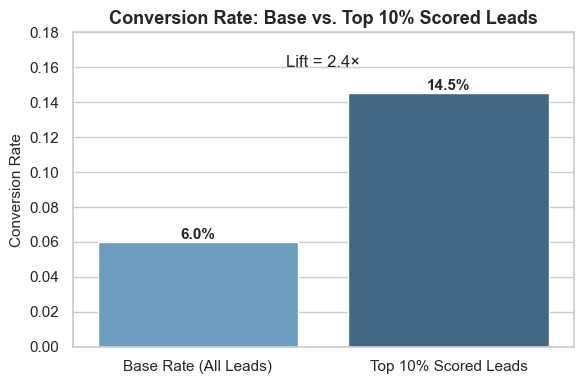 Conversion Rate: Base vs. Top 10% Scored Leads
0.18
0.16
0.14
0.12
0.10
0.08
0.06
0.04
0.02
0.00
Conversion Rate
Lift = 2.4×
14.5%
6.0%
Base Rate (All Leads)
Top 10% Scored Leads